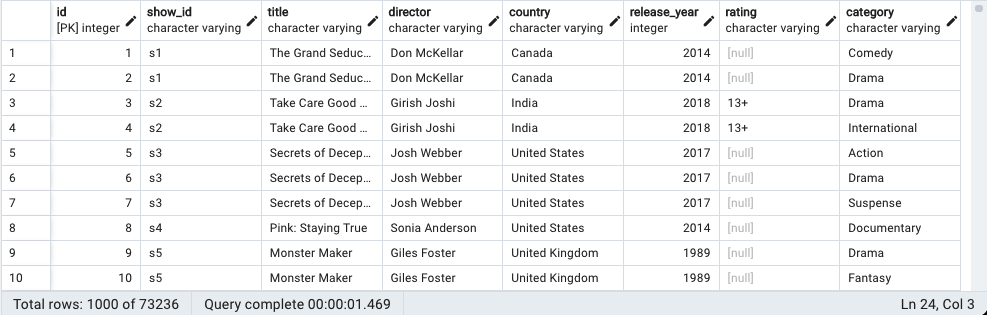 id show_id title director country release_year rating category
[PK] integer character varying character varying character varying character varying integer character varying character varying
1 1 s1 The Grand Seduc... Don McKellar Canada 2014 [null] Comedy
2 2 s1 The Grand Seduc... Don McKellar Canada 2014 [null] Drama
3 3 s2 Take Care Good ... Girish Joshi India 2018 13+ Drama
4 4 s2 Take Care Good ... Girish Joshi India 2018 13+ International
5 5 s3 Secrets of Decep... Josh Webber United States 2017 [null] Action
6 6 s3 Secrets of Decep... Josh Webber United States 2017 [null] Drama
7 7 s3 Secrets of Decep... Josh Webber United States 2017 [null] Suspense
8 8 s4 Pink: Staying True Sonia Anderson United States 2014 [null] Documentary
9 9 s5 Monster Maker Giles Foster United Kingdom 1989 [null] Drama
10 10 s5 Monster Maker Giles Foster United Kingdom 1989 [null] Fantasy
Total rows: 1000 of 73236 Query complete 00:00:01.469 Ln 24, Col 3